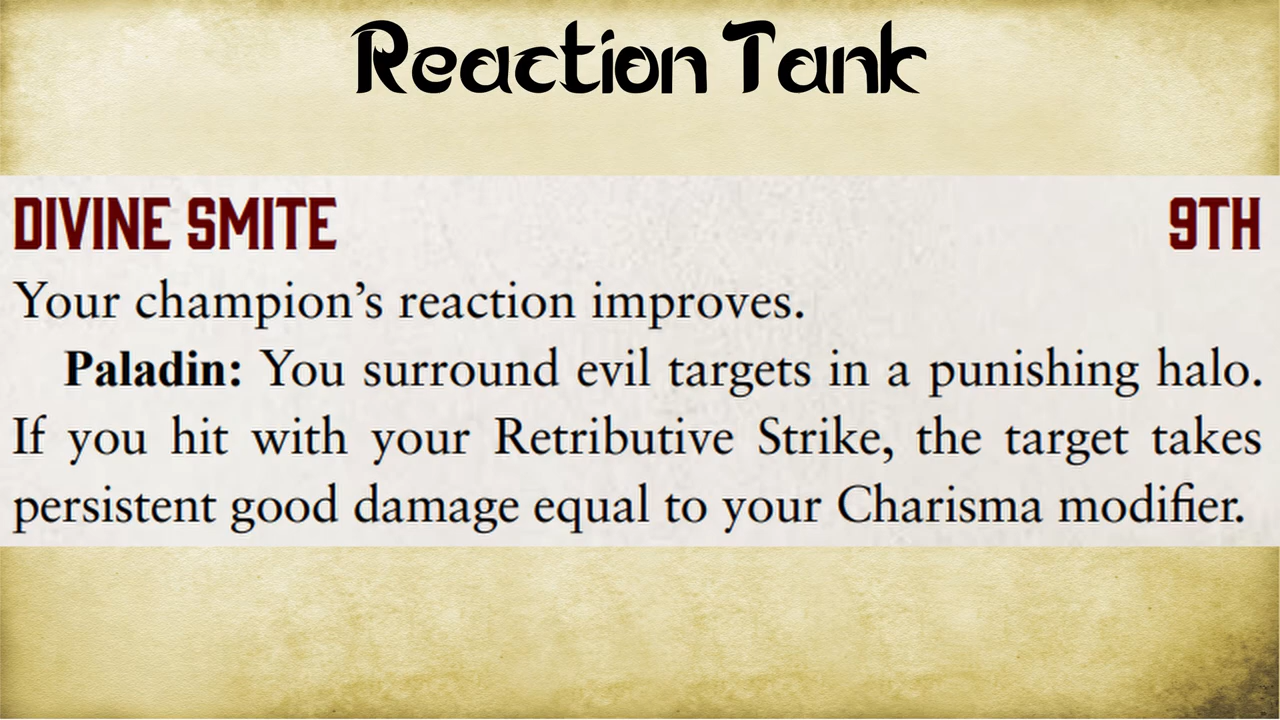 Reaction Tank
DIVINE SMITE 9TH
Your champion’s reaction improves.
Paladin: You surround evil targets in a punishing halo.
If you hit with your Retributive Strike, the target takes
persistent good damage equal to your Charisma modifier.